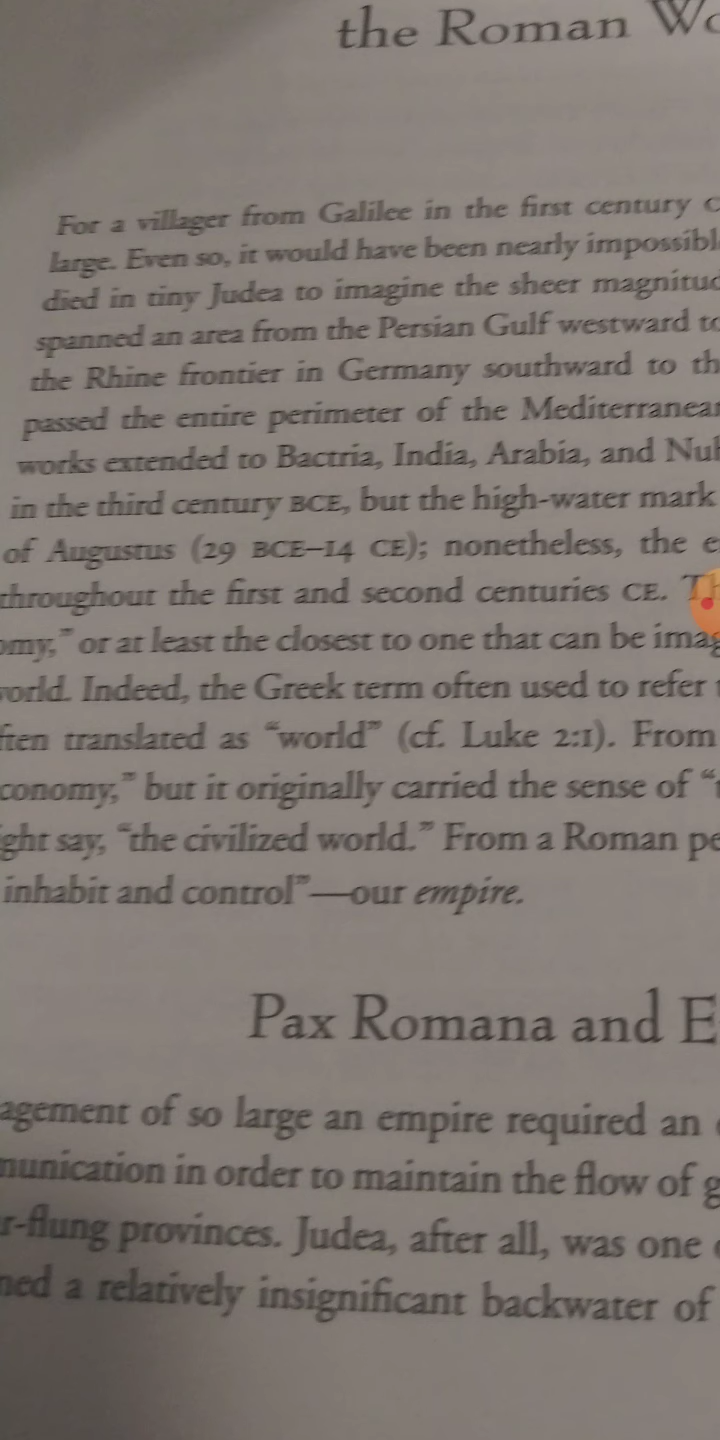 the Roman
For a villager from Galilee in the first century
large. Even so, it would have been nearly
died in tiny Judea to imagine the sheer
spanned an area from the Persian Gulf westward
the Rhine frontier in Germany southward to
passed the entire perimeter of the
works extended to Bactria, India, Arabia, and
in the third century BCE, but the high-water mark
of Augustus (29 BCE–14 CE); nonetheless, the
throughout the first and second centuries CE.
omy,” or at least the closest to one that can be
world. Indeed, the Greek term often used to refer
ften translated as “world” (cf. Luke 2:1). From
conomy,” but it originally carried the sense of
ght say, “the civilized world.” From a Roman
inhabit and control”—our empire.
Pax Romana and E
agement of so large an empire required an
munication in order to maintain the flow of
r-flung provinces. Judea, after all, was one
ned a relatively insignificant backwater of